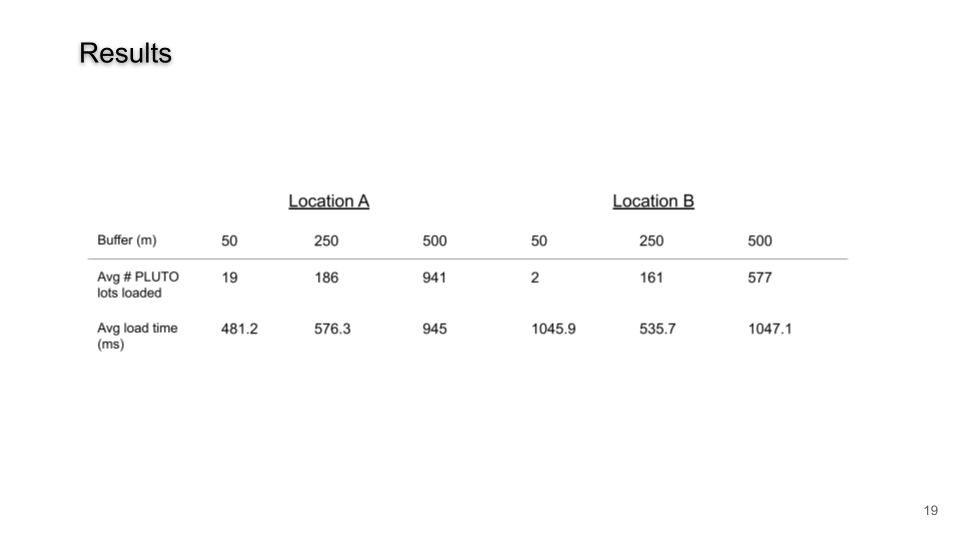 Results
Location A Location B
Buffer (m) 50 250 500 50 250 500
Avg # PLUTO
lots loaded 19 186 941 2 161 577
Avg load time
(ms) 481.2 576.3 945 1045.9 535.7 1047.1
19